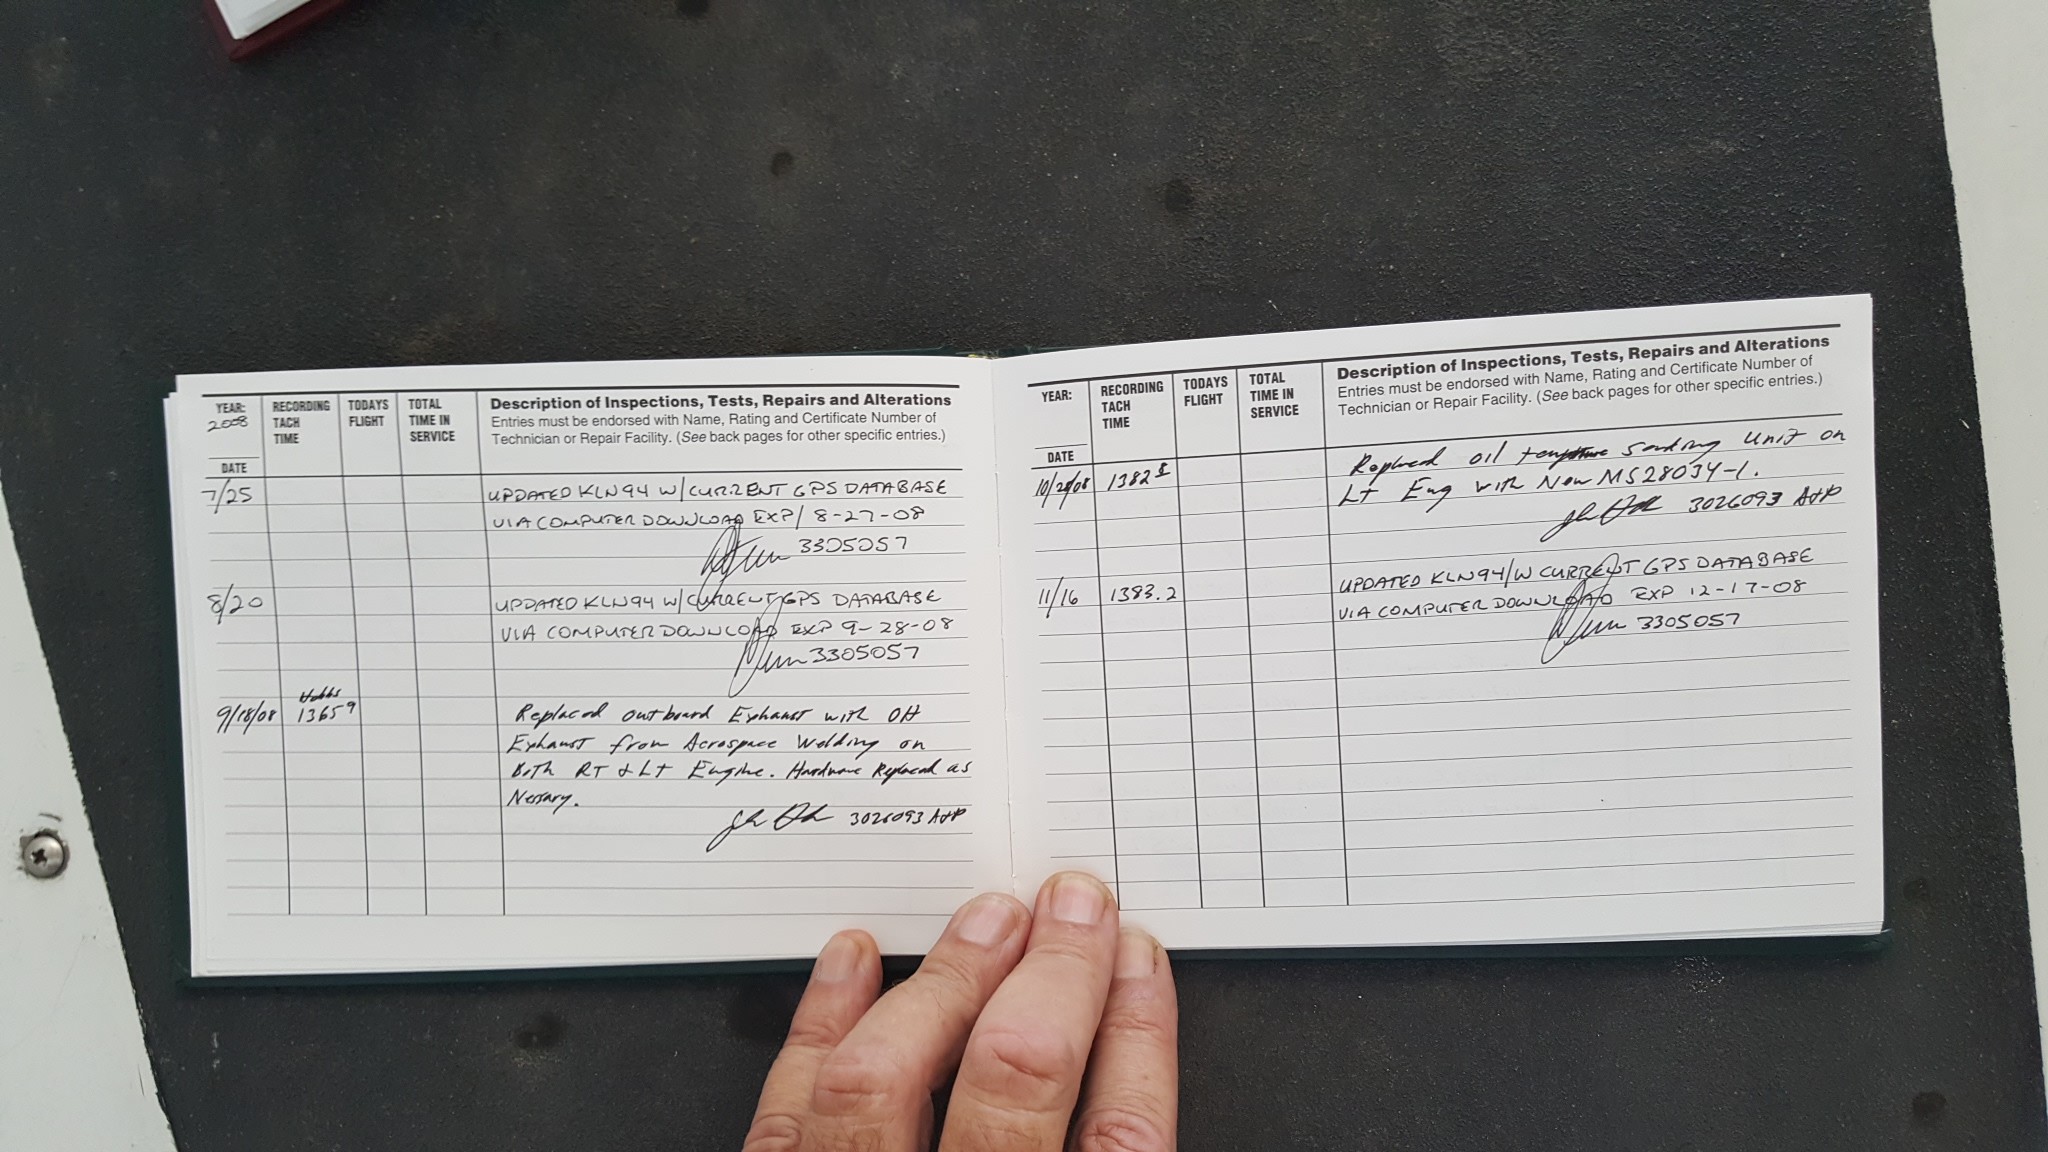 YEAR:
2008
DATE
RECORDING
TACH
TIME
TODAYS
FLIGHT
TOTAL
TIME IN
SERVICE
Description of Inspections, Tests, Repairs and Alterations
Entries must be endorsed with Name, Rating and Certificate Number of
Technician or Repair Facility. (See back pages for other specific entries.)
7/25 UPDATED KLN94 W/CURRENT GPS DATABASE
VIA COMPUTER DOWNLOAD EXP/ 8-27-08
3305057
8/20 UPDATED KLN94 W/CURRENT GPS DATABASE
VIA COMPUTER DOWNLOAD EXP 9-28-08
3305057
Hobbs
9/18/08 1365 9 Replaced outboard Exhaust with OH
Exhaust from Aerospace Welding on
Both RT & LT Engine. Hardware Replaced as
Nessary.
3026093 A&P
YEAR:
DATE
RECORDING
TACH
TIME
TODAYS
FLIGHT
TOTAL
TIME IN
SERVICE
Description of Inspections, Tests, Repairs and Alterations
Entries must be endorsed with Name, Rating and Certificate Number of
Technician or Repair Facility. (See back pages for other specific entries.)
Replaced oil sending Unit on
1382 Lt Eng with New MS28034-1.
3026093 A&P
11/16 1383.2 UPDATED KLN94/W CURRENT GPS DATABASE
VIA COMPUTER DOWNLOAD EXP 12-17-08
3305057